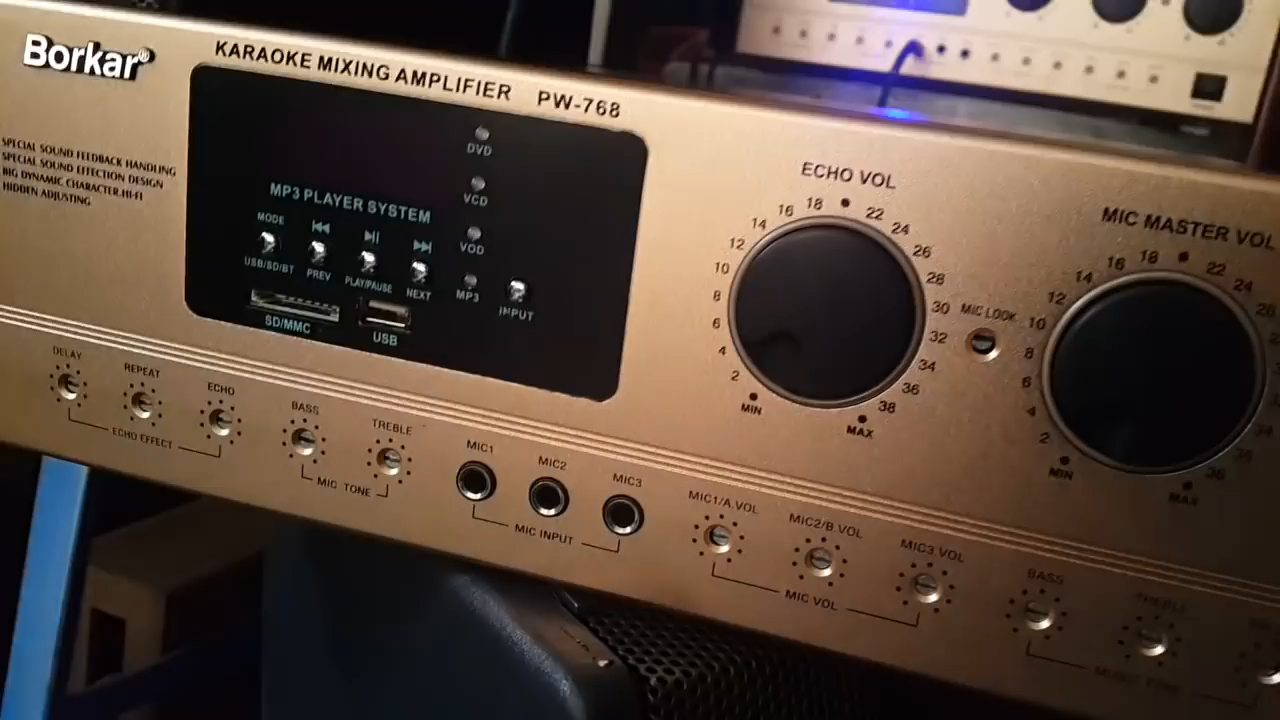 Borkar®
KARAOKE MIXING AMPLIFIER PW-768
SPECIAL SOUND FEEDBACK HANDLING
SPECIAL SOUND EFFECTION DESIGN
BIG DYNAMIC CHARACTER.HI-FI
HIDDEN ADJUSTING
DVD
VCD
VOD
MP3
INPUT
MP3 PLAYER SYSTEM
MODE
USB/SD/BT
PREV
PLAY/PAUSE
NEXT
SD/MMC
USB
ECHO VOL
2 4 6 8 10 12 14 16 18 22 24 26 28 30 32 34 36 38
MIN
MAX
MIC LOOK
MIC MASTER VOL
2 4 6 8 10 12 14 16 18 22 24 26
MIN
MAX
DELAY
REPEAT
ECHO
ECHO EFFECT
BASS
TREBLE
MIC TONE
MIC1
MIC2
MIC3
MIC INPUT
MIC1/A.VOL
MIC2/B.VOL
MIC3.VOL
MIC VOL
BASS
TREBLE
MUSIC TONE